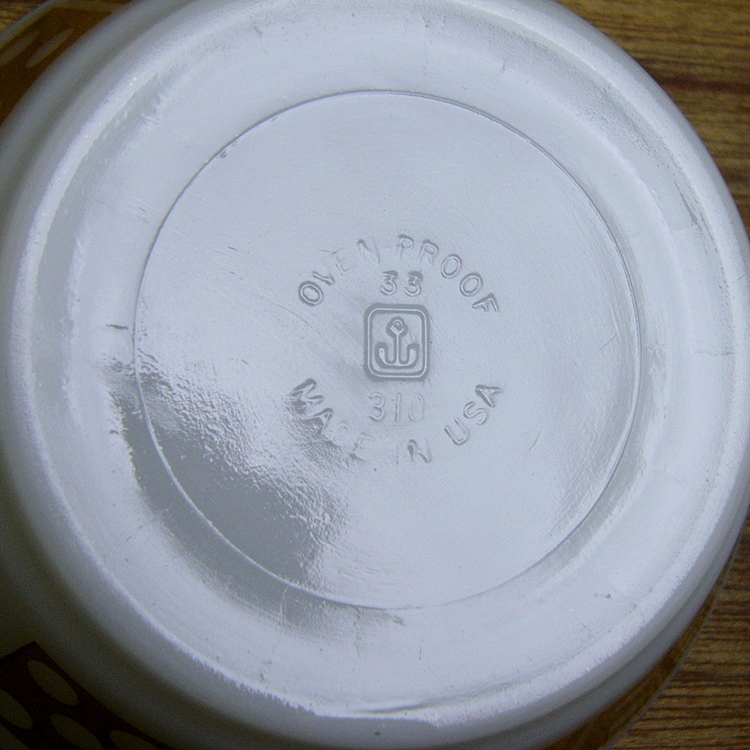 OVEN PROOF
33
310
MADE IN USA